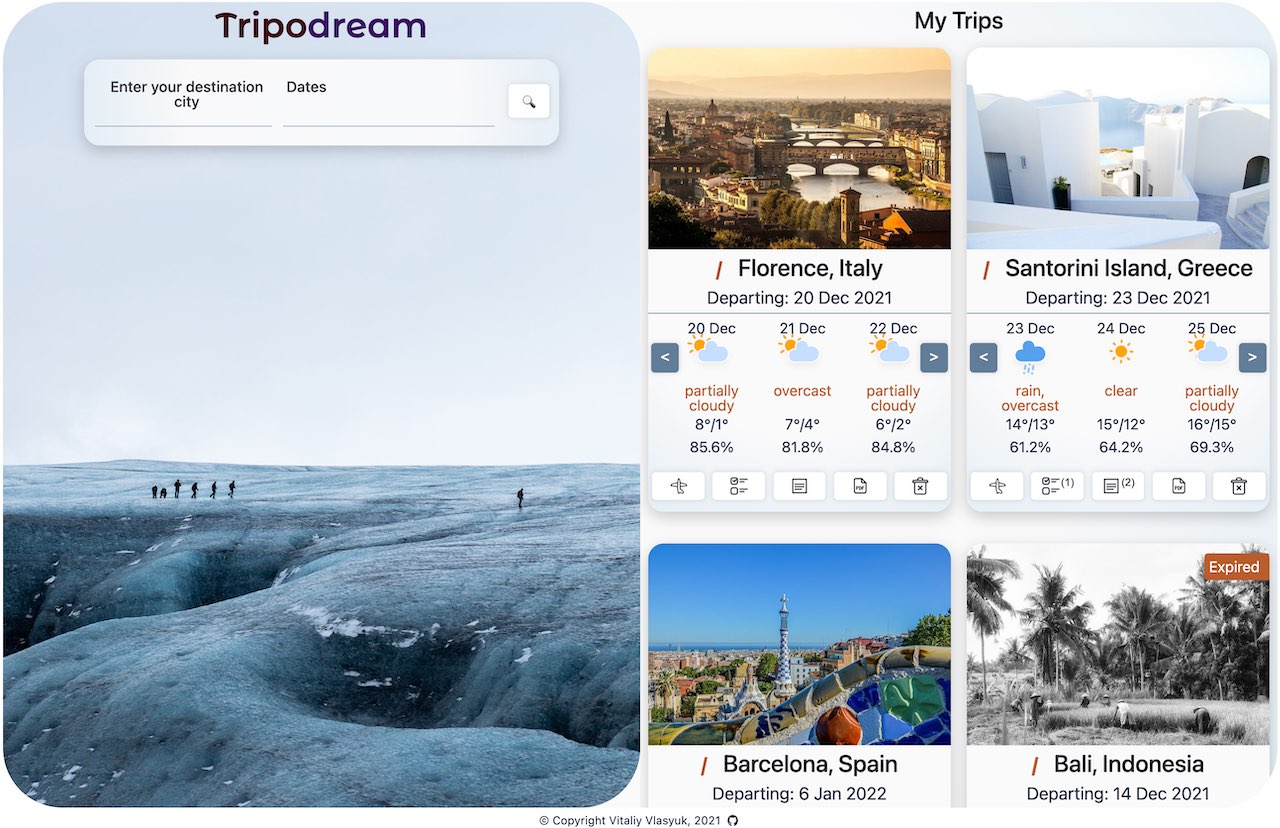 Tripodream
Enter your destination
city
Dates
My Trips
/ Florence, Italy
Departing: 20 Dec 2021
20 Dec 21 Dec 22 Dec
< >
partially
cloudy
overcast
partially
cloudy
8°/1° 7°/4° 6°/2°
85.6% 81.8% 84.8%
PDF
/ Santorini Island, Greece
Departing: 23 Dec 2021
23 Dec 24 Dec 25 Dec
< >
rain,
overcast
clear
partially
cloudy
14°/13° 15°/12° 16°/15°
61.2% 64.2% 69.3%
(1) (2) PDF
/ Barcelona, Spain
Departing: 6 Jan 2022
Expired
/ Bali, Indonesia
Departing: 14 Dec 2021
© Copyright Vitaliy Vlasyuk, 2021